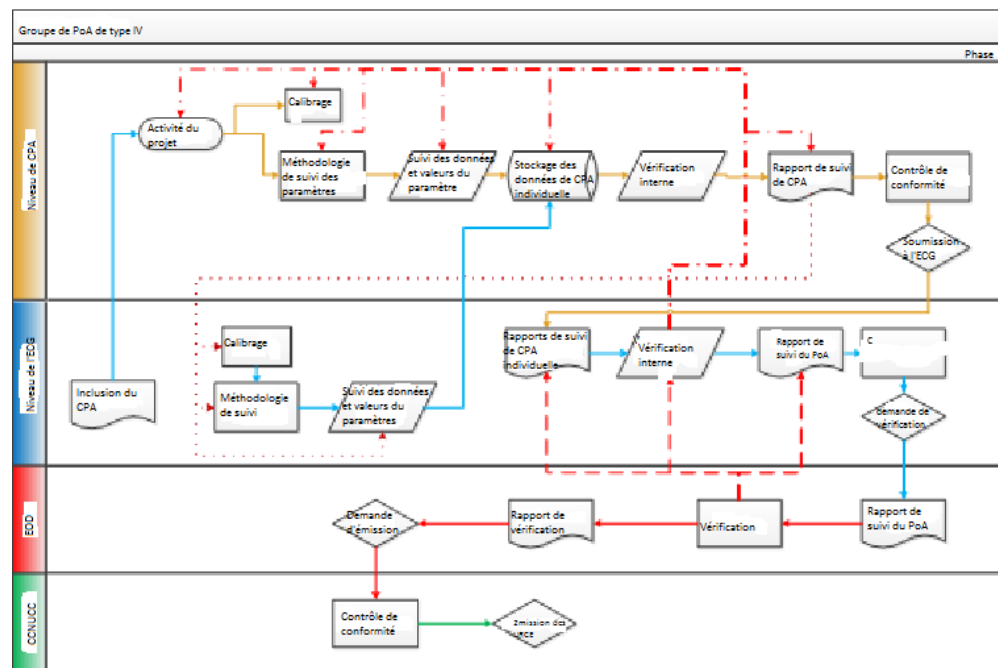 Groupe de PoA de type IV
Phase
Niveau de CPA
Calibrage
Activité du
projet
Méthodologie
de suivi des
paramètres
Suivi des données
et valeurs du
paramètre
Stockage des
données de CPA
individuelle
Vérification
interne
Rapport de suivi
de CPA
Contrôle de
conformité
Soumission
à l'ECG
Niveau de l'ECG
Inclusion du
CPA
Calibrage
Méthodologie
de suivi
Suivi des données
et valeurs du
paramètres
Rapports de suivi
de CPA
individuelle
Vérification
interne
Rapport de
suivi du PoA
C
demande de
vérification
EOD
Demande
d'émission
Rapport de
vérification
Vérification
Rapport de
suivi du PoA
CCNUCC
Contrôle de
conformité